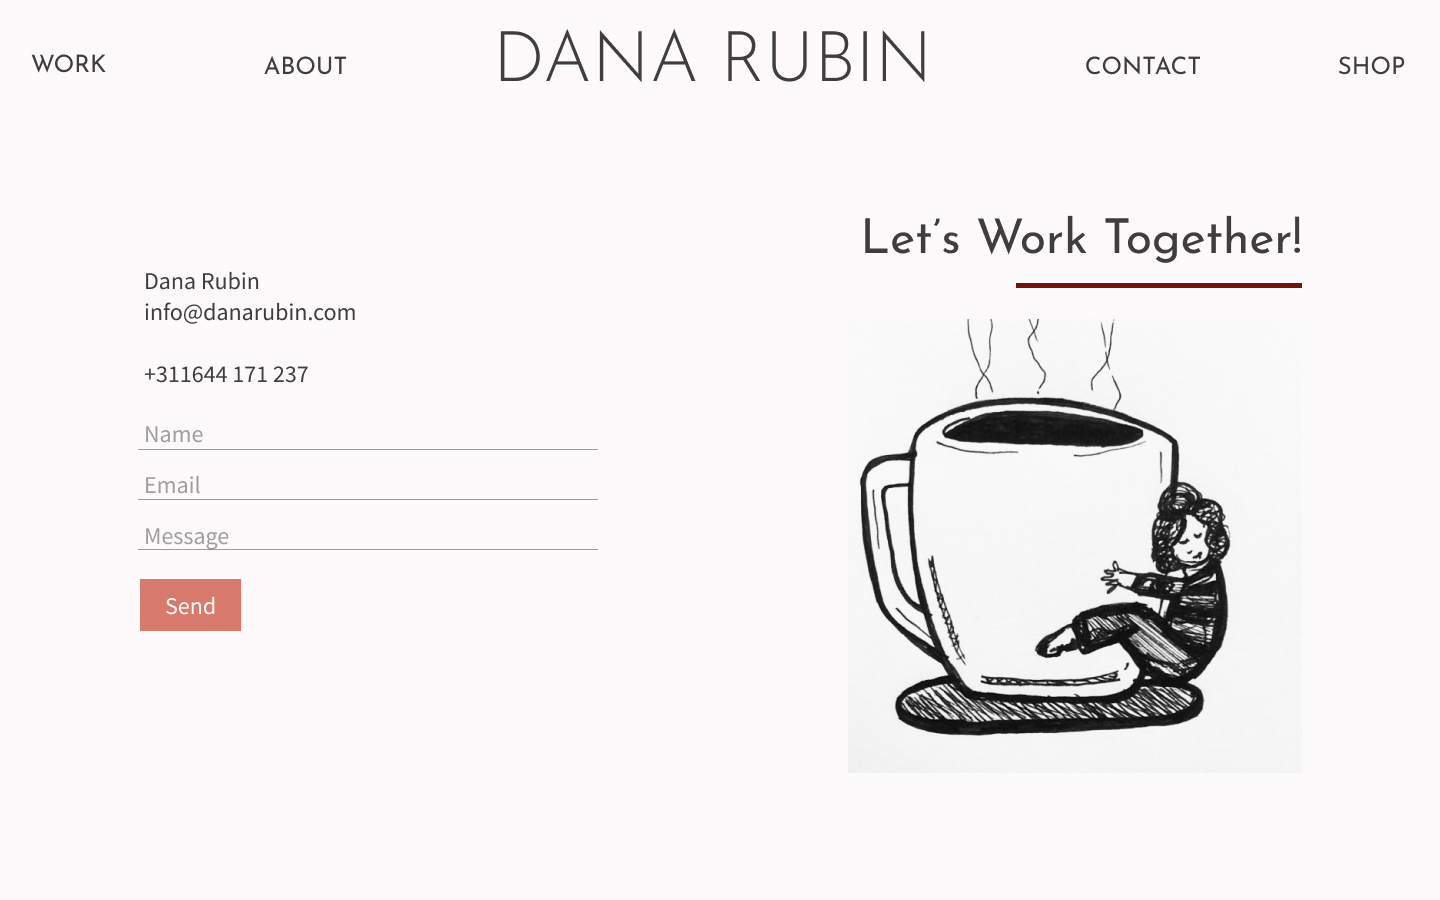 WORK
ABOUT
DANA RUBIN
CONTACT
SHOP
Let’s Work Together!
Dana Rubin
info@danarubin.com
+311644 171 237
Name
Email
Message
Send